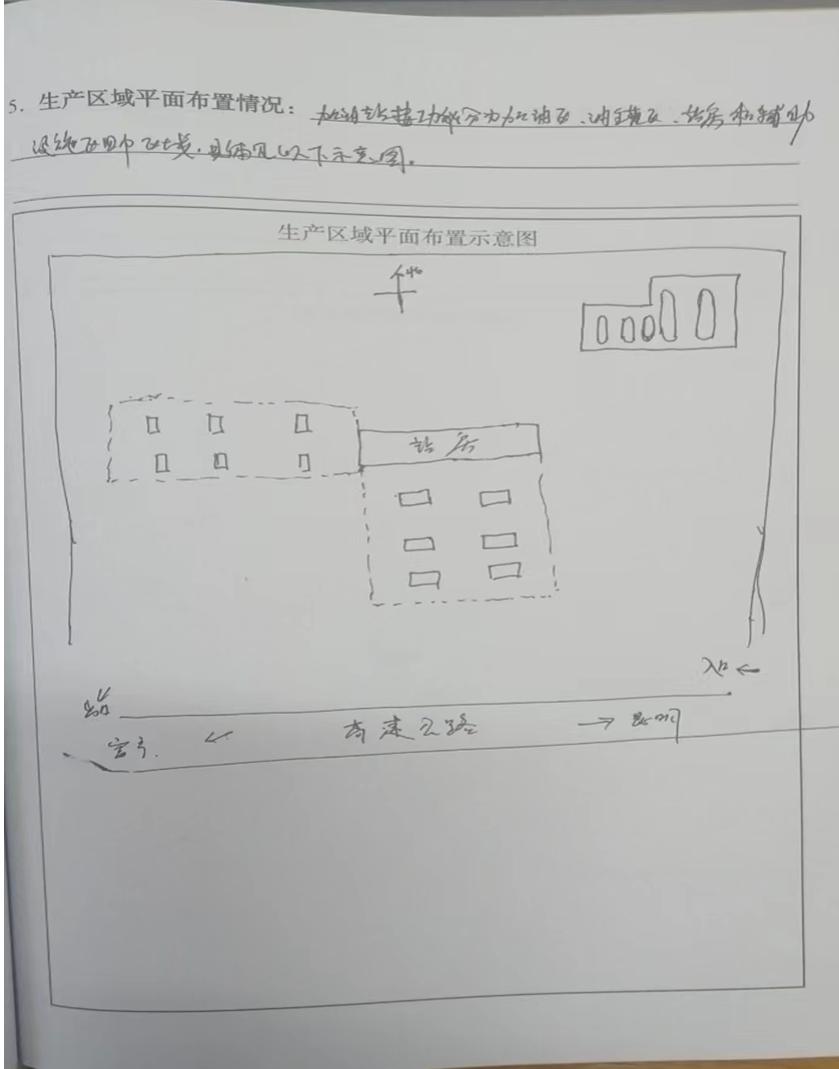 5. 生产区域平面布置情况：加油站按功能分为加油区、油罐区、站房和辅助
设施区四个区域，具体见以下示意图。
生产区域平面布置示意图
北
站房
入口 ←
出口
← 高速公路 →